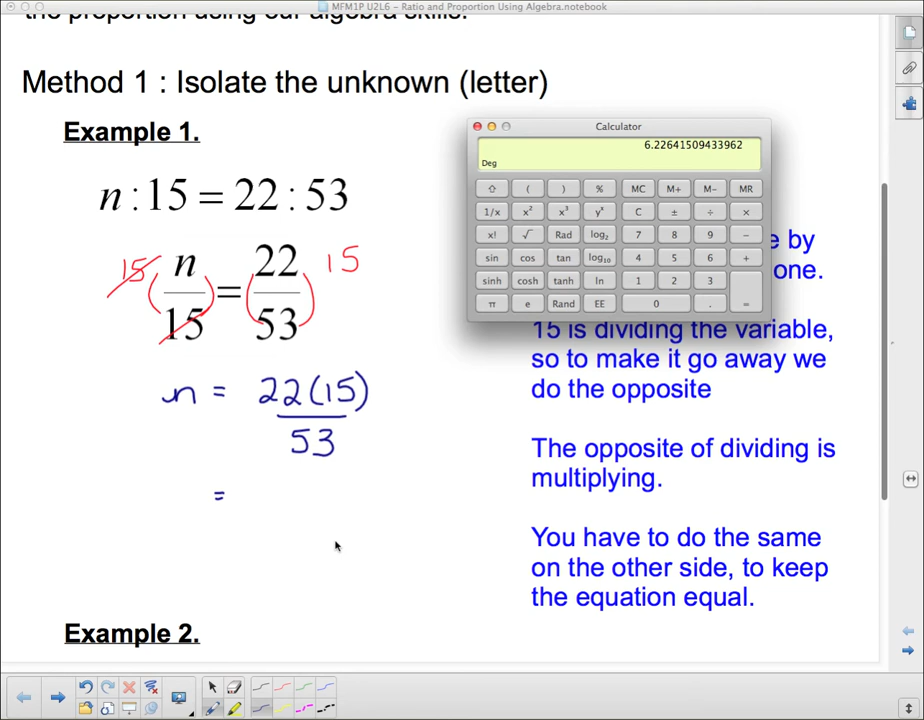 MFM1P U2L6 - Ratio and Proportion Using Algebra.notebook
the proportion using our algebra skills.
Method 1 : Isolate the unknown (letter)
Example 1.
n : 15 = 22 : 53
15 ( n / 15 ) = ( 22 / 53 ) 15
n = 22(15) / 53
=
Calculator
6.22641509433962
Deg
( ) % MC M+ M- MR
1/x x² x³ yˣ C ± ÷ ×
x! √ Rad log₂ 7 8 9 −
sin cos tan log₁₀ 4 5 6 +
sinh cosh tanh ln 1 2 3 =
π e Rand EE 0 .
e by
one.
15 is dividing the variable,
so to make it go away we
do the opposite
The opposite of dividing is
multiplying.
You have to do the same
on the other side, to keep
the equation equal.
Example 2.